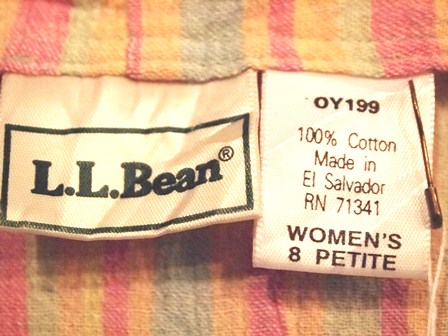 L.L.Bean®
OY199
100% Cotton
Made in
El Salvador
RN 71341
WOMEN'S
8 PETITE